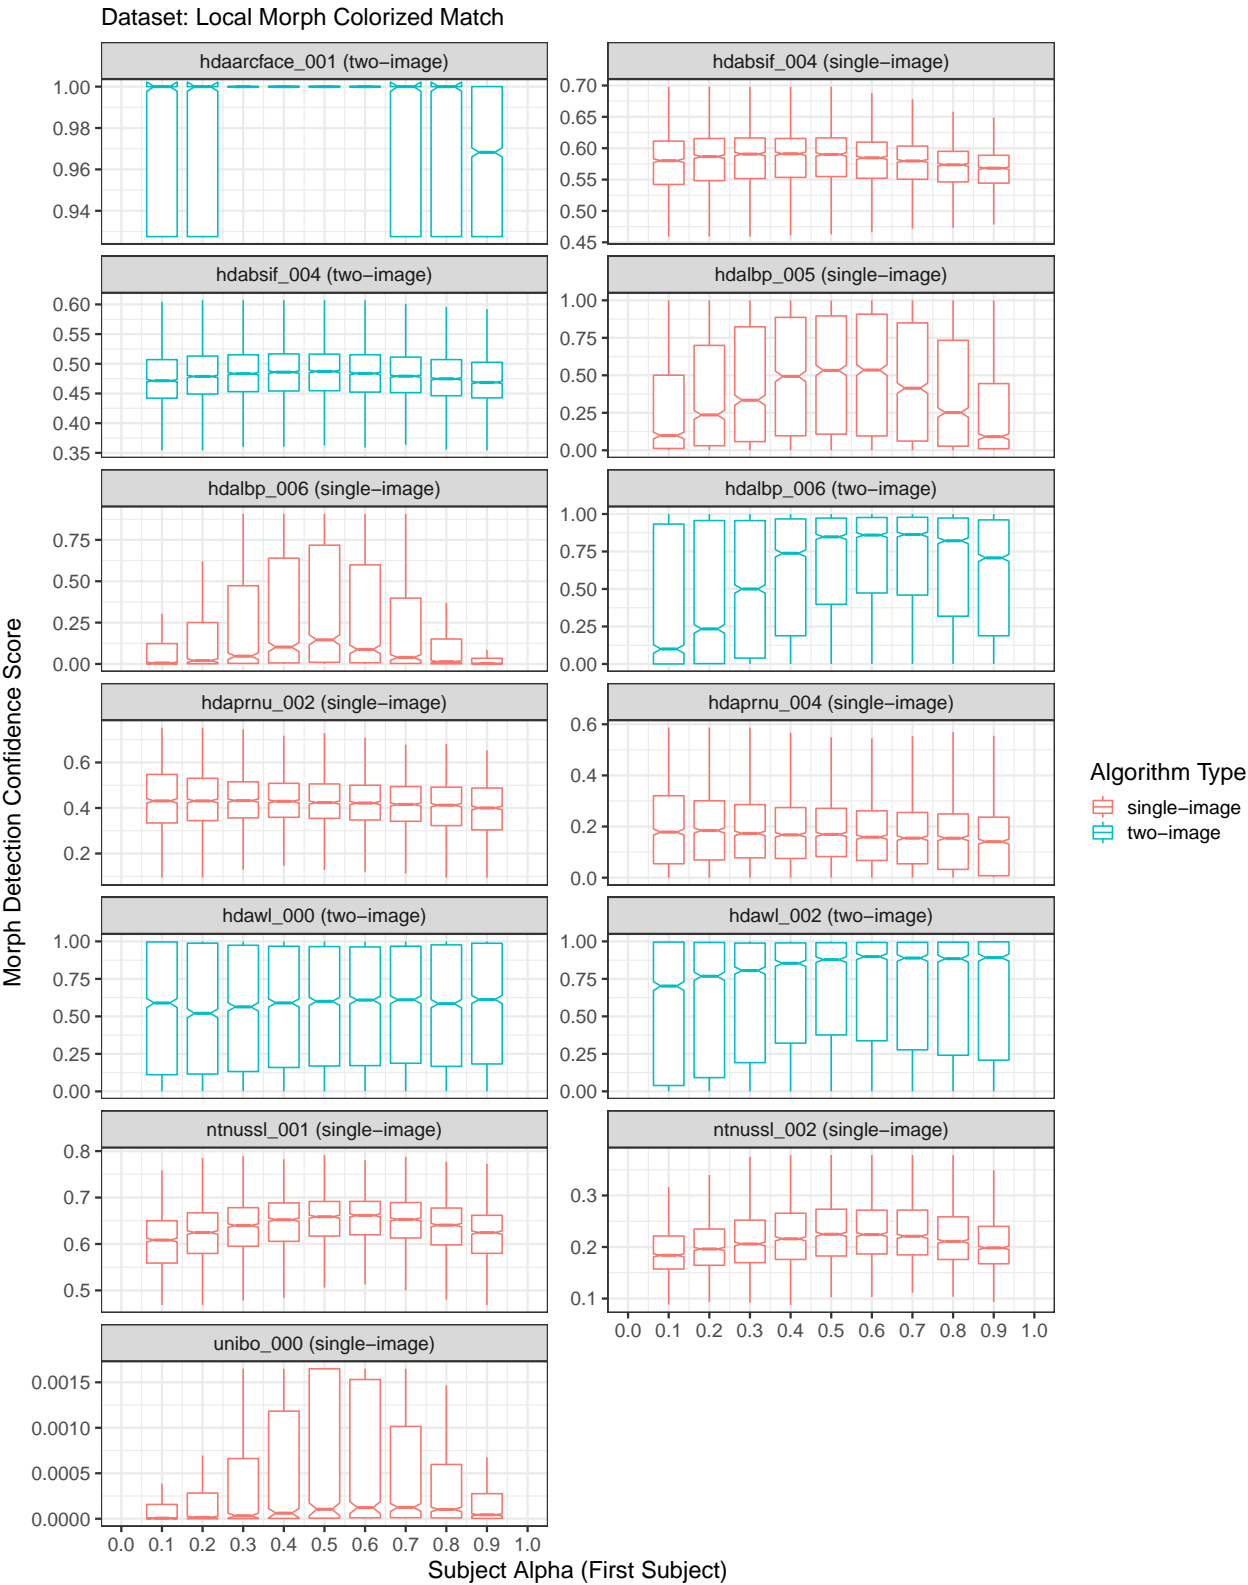 Dataset: Local Morph Colorized Match
hdaarcface_001 (two−image)
1.00
0.98
0.96
0.94
hdabsif_004 (single−image)
0.70
0.65
0.60
0.55
0.50
0.45
hdabsif_004 (two−image)
0.60
0.55
0.50
0.45
0.40
0.35
hdalbp_005 (single−image)
1.00
0.75
0.50
0.25
0.00
hdalbp_006 (single−image)
0.75
0.50
0.25
0.00
hdalbp_006 (two−image)
1.00
0.75
0.50
0.25
0.00
hdaprnu_002 (single−image)
0.6
0.4
0.2
hdaprnu_004 (single−image)
0.6
0.4
0.2
0.0
hdawl_000 (two−image)
1.00
0.75
0.50
0.25
0.00
hdawl_002 (two−image)
1.00
0.75
0.50
0.25
0.00
ntnussl_001 (single−image)
0.8
0.7
0.6
0.5
ntnussl_002 (single−image)
0.3
0.2
0.1
0.0 0.1 0.2 0.3 0.4 0.5 0.6 0.7 0.8 0.9 1.0
unibo_000 (single−image)
0.0015
0.0010
0.0005
0.0000
0.0 0.1 0.2 0.3 0.4 0.5 0.6 0.7 0.8 0.9 1.0
Subject Alpha (First Subject)
Morph Detection Confidence Score
Algorithm Type
single−image
two−image